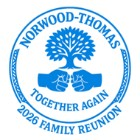 NORWOOD-THOMAS
TOGETHER AGAIN
2026 FAMILY REUNION